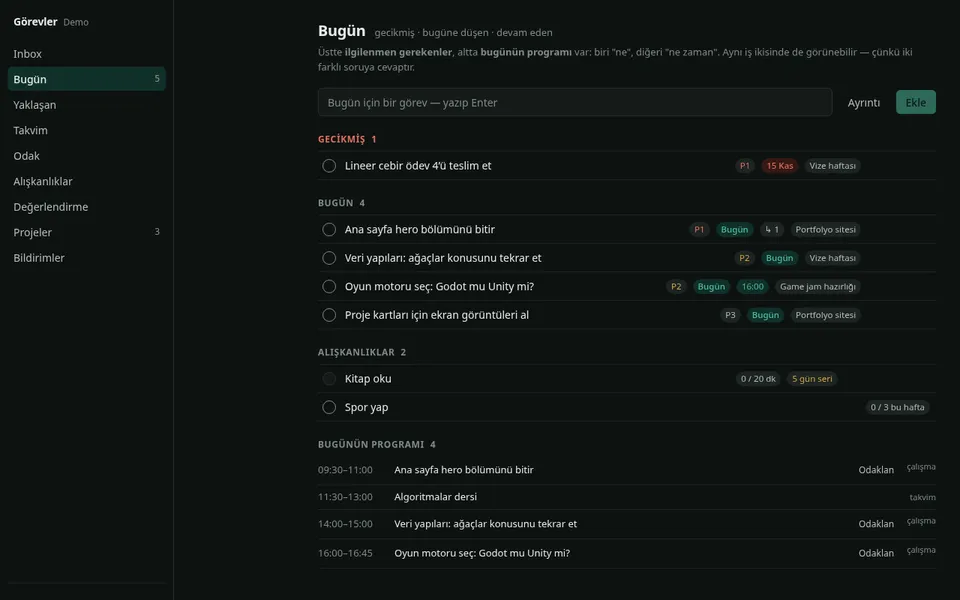 Görevler Demo
Inbox
Bugün 5
Yaklaşan
Takvim
Odak
Alışkanlıklar
Değerlendirme
Projeler 3
Bildirimler
Bugün gecikmiş · bugüne düşen · devam eden
Üstte ilgilenmen gerekenler, altta bugünün programı var: biri "ne", diğeri "ne zaman". Aynı iş ikisinde de görünebilir — çünkü iki
farklı soruya cevaptır.
Bugün için bir görev — yazıp Enter Ayrıntı Ekle
GECİKMİŞ 1
Lineer cebir ödev 4'ü teslim et P1 15 Kas Vize haftası
BUGÜN 4
Ana sayfa hero bölümünü bitir P1 Bugün ↳ 1 Portfolyo sitesi
Veri yapıları: ağaçlar konusunu tekrar et P2 Bugün Vize haftası
Oyun motoru seç: Godot mu Unity mi? P2 Bugün 16:00 Game jam hazırlığı
Proje kartları için ekran görüntüleri al P3 Bugün Portfolyo sitesi
ALIŞKANLIKLAR 2
Kitap oku 0 / 20 dk 5 gün seri
Spor yap 0 / 3 bu hafta
BUGÜNÜN PROGRAMI 4
09:30–11:00 Ana sayfa hero bölümünü bitir Odaklan çalışma
11:30–13:00 Algoritmalar dersi takvim
14:00–15:00 Veri yapıları: ağaçlar konusunu tekrar et Odaklan çalışma
16:00–16:45 Oyun motoru seç: Godot mu Unity mi? Odaklan çalışma